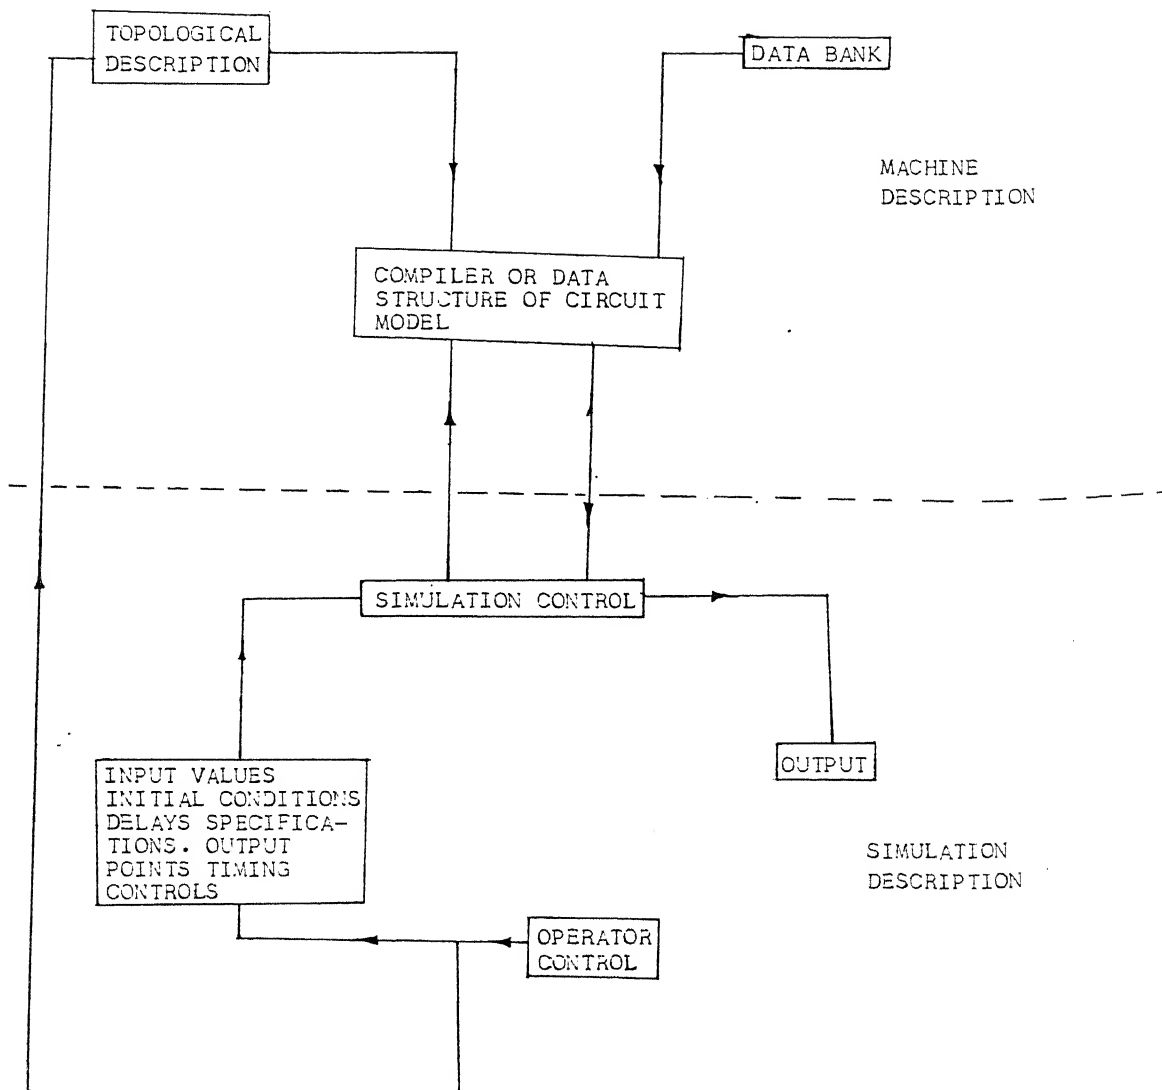 TOPOLOGICAL
DESCRIPTION
DATA BANK
MACHINE
DESCRIPTION
COMPILER OR DATA
STRUCTURE OF CIRCUIT
MODEL
SIMULATION CONTROL
OUTPUT
INPUT VALUES
INITIAL CONDITIONS
DELAYS SPECIFICA-
TIONS. OUTPUT
POINTS TIMING
CONTROLS
SIMULATION
DESCRIPTION
OPERATOR
CONTROL